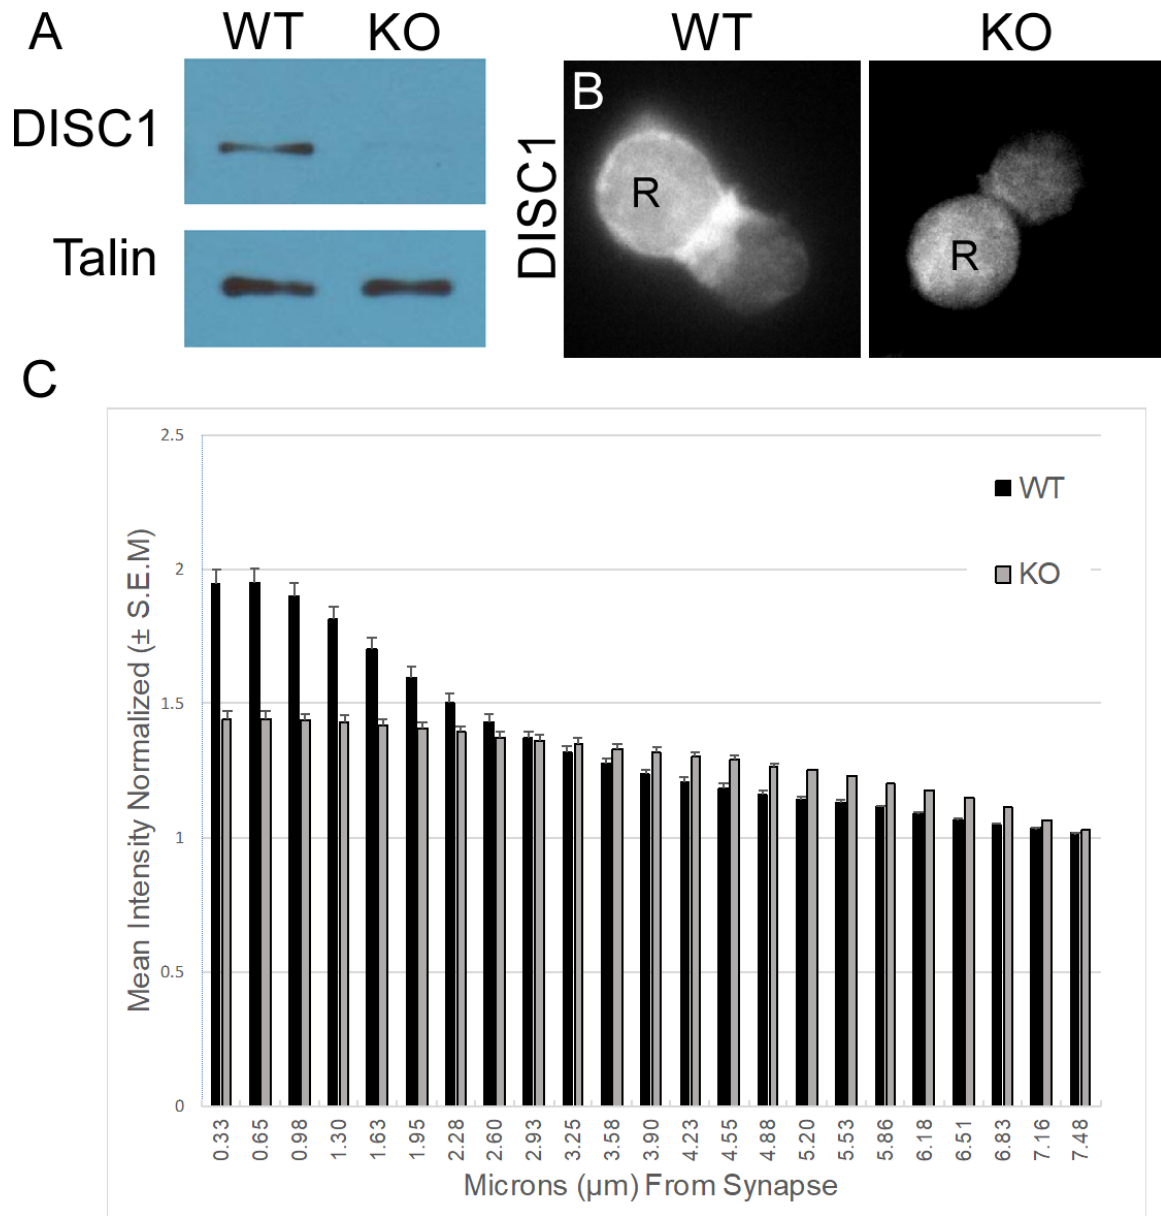 A
WT KO
DISC1
Talin
WT KO
B
DISC1
R
R
C
Mean Intensity Normalized (± S.E.M)
2.5
2
1.5
1
0.5
0
WT
KO
0.33 0.65 0.98 1.30 1.63 1.95 2.28 2.60 2.93 3.25 3.58 3.90 4.23 4.55 4.88 5.20 5.53 5.86 6.18 6.51 6.83 7.16 7.48
Microns (µm) From Synapse